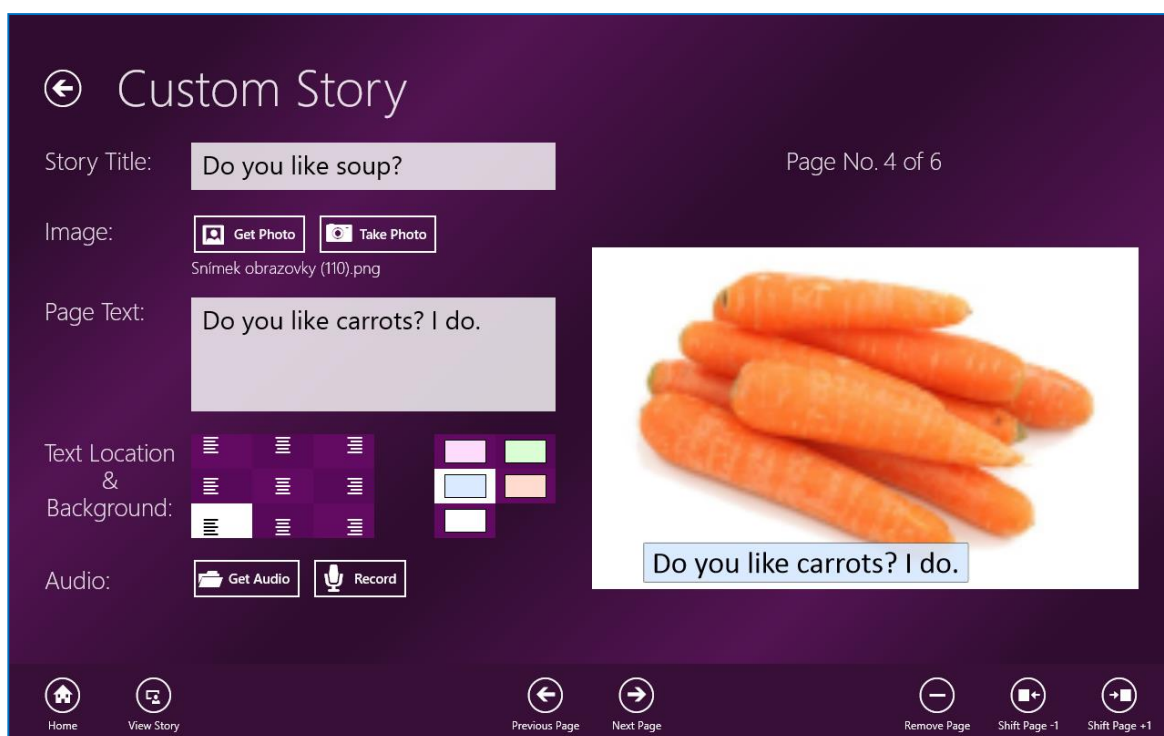 Custom Story
Story Title:
Do you like soup?
Page No. 4 of 6
Image:
Get Photo
Take Photo
Snímek obrazovky (110).png
Page Text:
Do you like carrots? I do.
Text Location
&
Background:
Do you like carrots? I do.
Audio:
Get Audio
Record
Home
View Story
Previous Page
Next Page
Remove Page
Shift Page -1
Shift Page +1